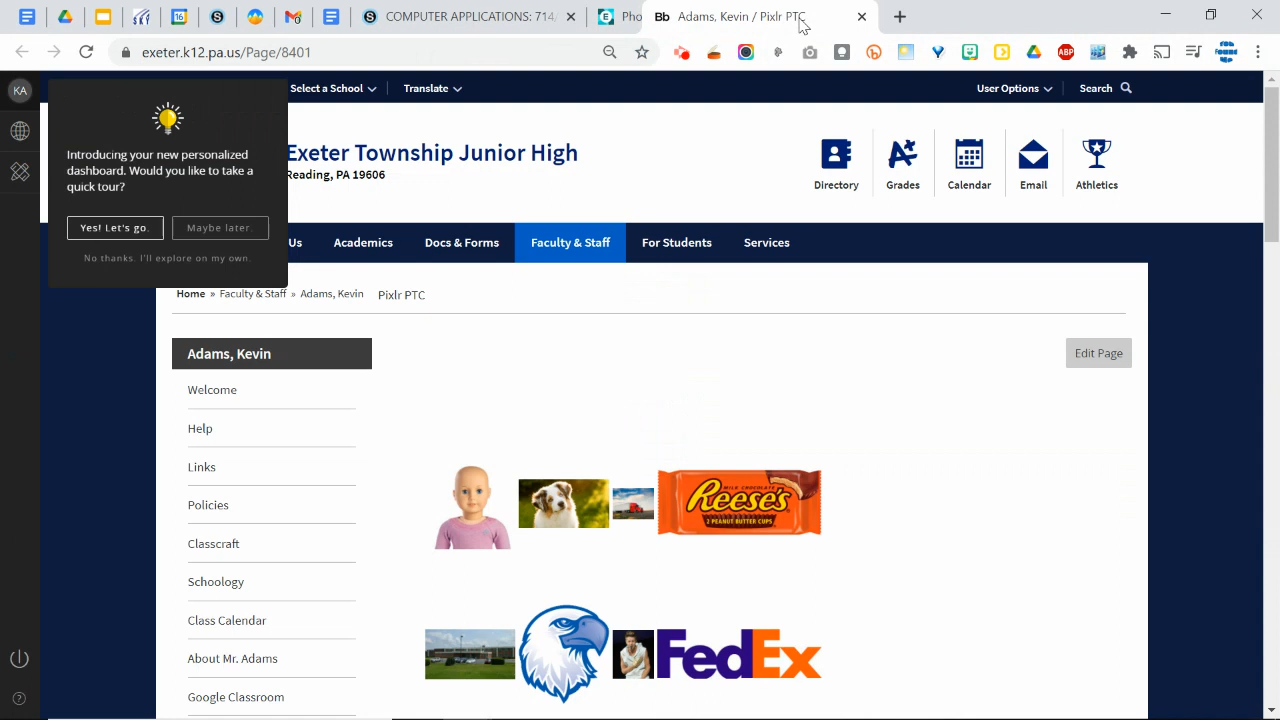 COMPUTER APPLICATIONS: 714
Pho
Bb Adams, Kevin / Pixlr PTC
exeter.k12.pa.us/Page/8401
KA
Select a School
Translate
User Options
Search
Introducing your new personalized
dashboard. Would you like to take a
quick tour?
Yes! Let's go.
Maybe later.
No thanks. I'll explore on my own.
Exeter Township Junior High
Reading, PA 19606
Directory
Grades
Calendar
Email
Athletics
Us
Academics
Docs & Forms
Faculty & Staff
For Students
Services
Home » Faculty & Staff » Adams, Kevin Pixlr PTC
Adams, Kevin
Edit Page
Welcome
Help
Links
Policies
Classcraft
Schoology
Class Calendar
About Mr. Adams
Google Classroom
MILK CHOCOLATE
Reese's
2 PEANUT BUTTER CUPS
FedEx